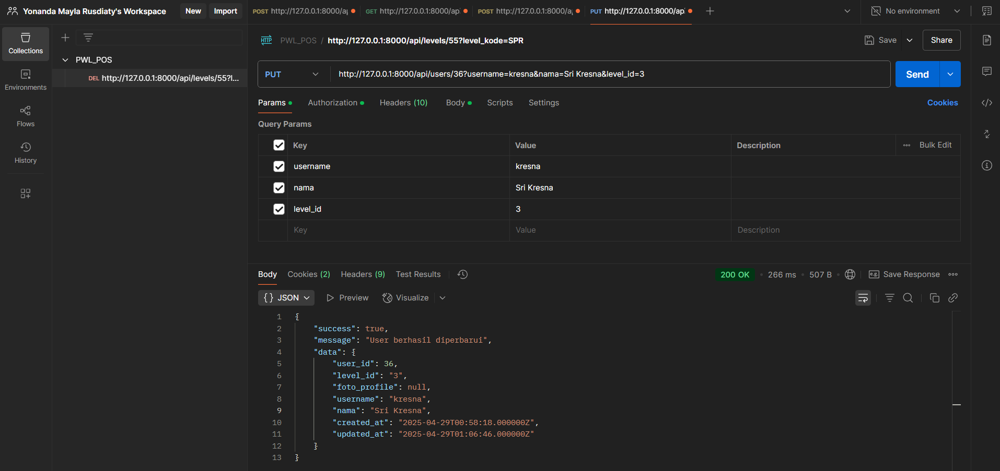 Yonanda Mayla Rusdiaty's Workspace
New
Import
POST http://127.0.0.1:8000/a
GET http://127.0.0.1:8000/ap
POST http://127.0.0.1:8000/a
PUT http://127.0.0.1:8000/ap
No environment
Collections
Environments
Flows
History
PWL_POS
DEL http://127.0.0.1:8000/api/levels/55?l...
HTTP PWL_POS / http://127.0.0.1:8000/api/levels/55?level_kode=SPR
Save
Share
PUT
http://127.0.0.1:8000/api/users/36?username=kresna&nama=Sri Kresna&level_id=3
Send
Params
Authorization
Headers (10)
Body
Scripts
Settings
Cookies
Query Params
Key Value Description Bulk Edit
username kresna
nama Sri Kresna
level_id 3
Key Value Description
Body Cookies (2) Headers (9) Test Results
200 OK
266 ms
507 B
e.g. Save Response
{} JSON
Preview
Visualize
1 {
2 "success": true,
3 "message": "User berhasil diperbarui",
4 "data": {
5 "user_id": 36,
6 "level_id": "3",
7 "foto_profile": null,
8 "username": "kresna",
9 "nama": "Sri Kresna",
10 "created_at": "2025-04-29T00:58:18.000000Z",
11 "updated_at": "2025-04-29T01:06:46.000000Z"
12 }
13 }